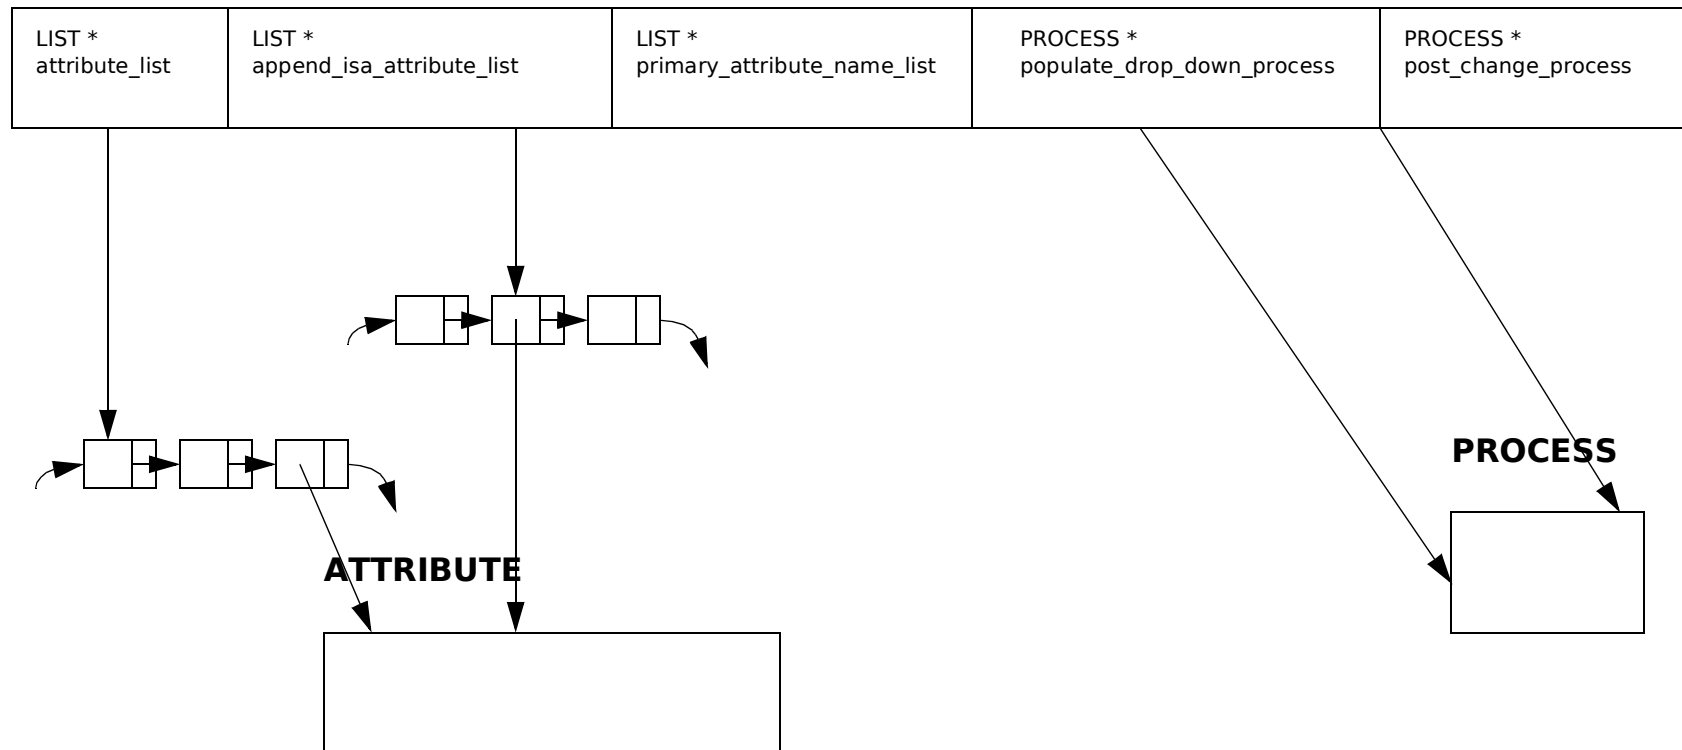 LIST *
attribute_list
LIST *
append_isa_attribute_list
LIST *
primary_attribute_name_list
PROCESS *
populate_drop_down_process
PROCESS *
post_change_process
PROCESS
ATTRIBUTE